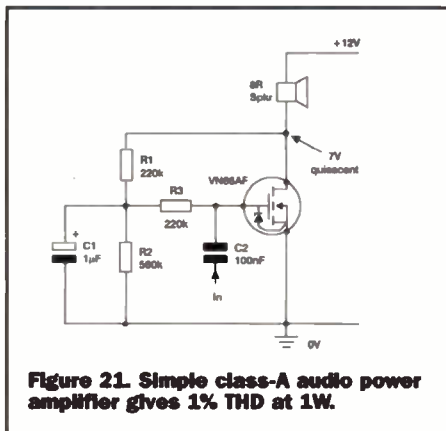 +12V
8R
Spkr
7V
quiescent
R1
220k
VN66AF
R3
220k
C1
1µF
+
R2
560k
C2
100nF
In
0V
Figure 21. Simple class-A audio power
amplifier gives 1% THD at 1W.